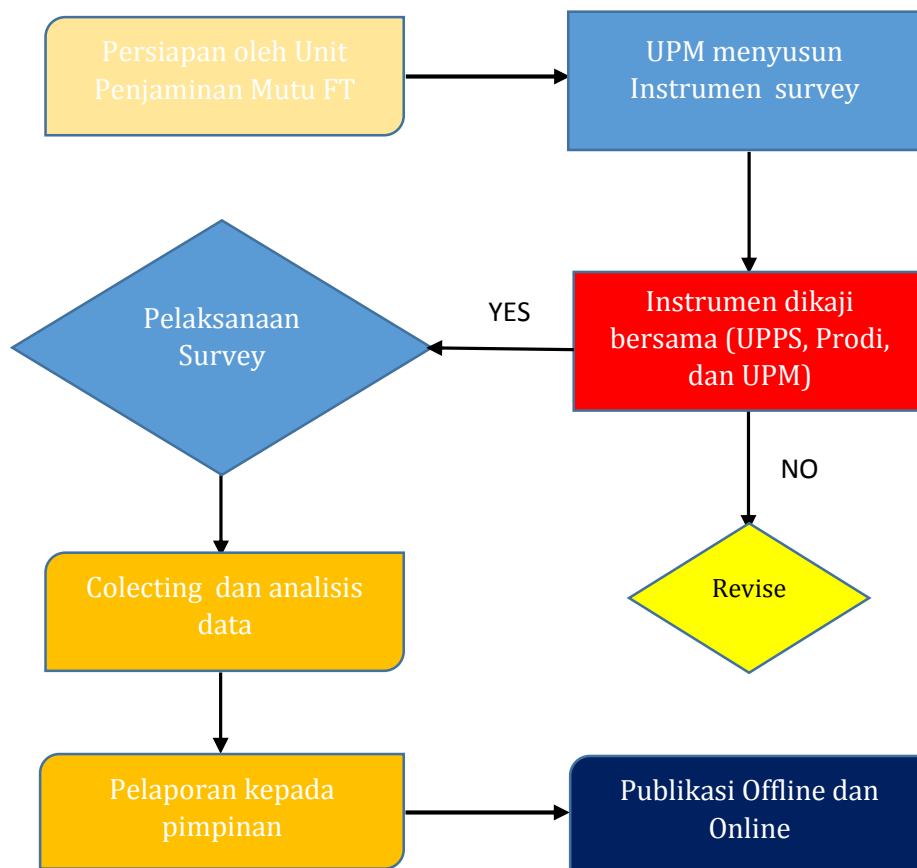 Persiapan oleh Unit
Penjaminan Mutu FT
UPM menyusun
Instrumen  survey
Instrumen dikaji
bersama (UPPS, Prodi,
dan UPM)
YES
Pelaksanaan
Survey
NO
Revise
Colecting  dan analisis
data
Pelaporan kepada
pimpinan
Publikasi Offline dan
Online